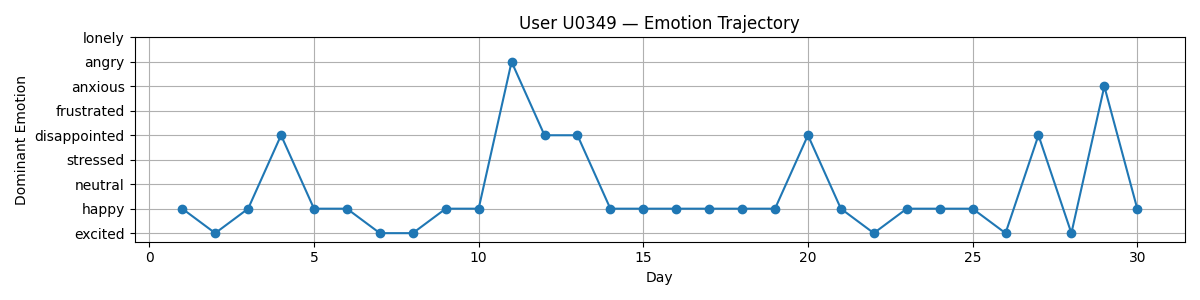 User U0349 — Emotion Trajectory
Dominant Emotion
lonely
angry
anxious
frustrated
disappointed
stressed
neutral
happy
excited
0 5 10 15 20 25 30
Day